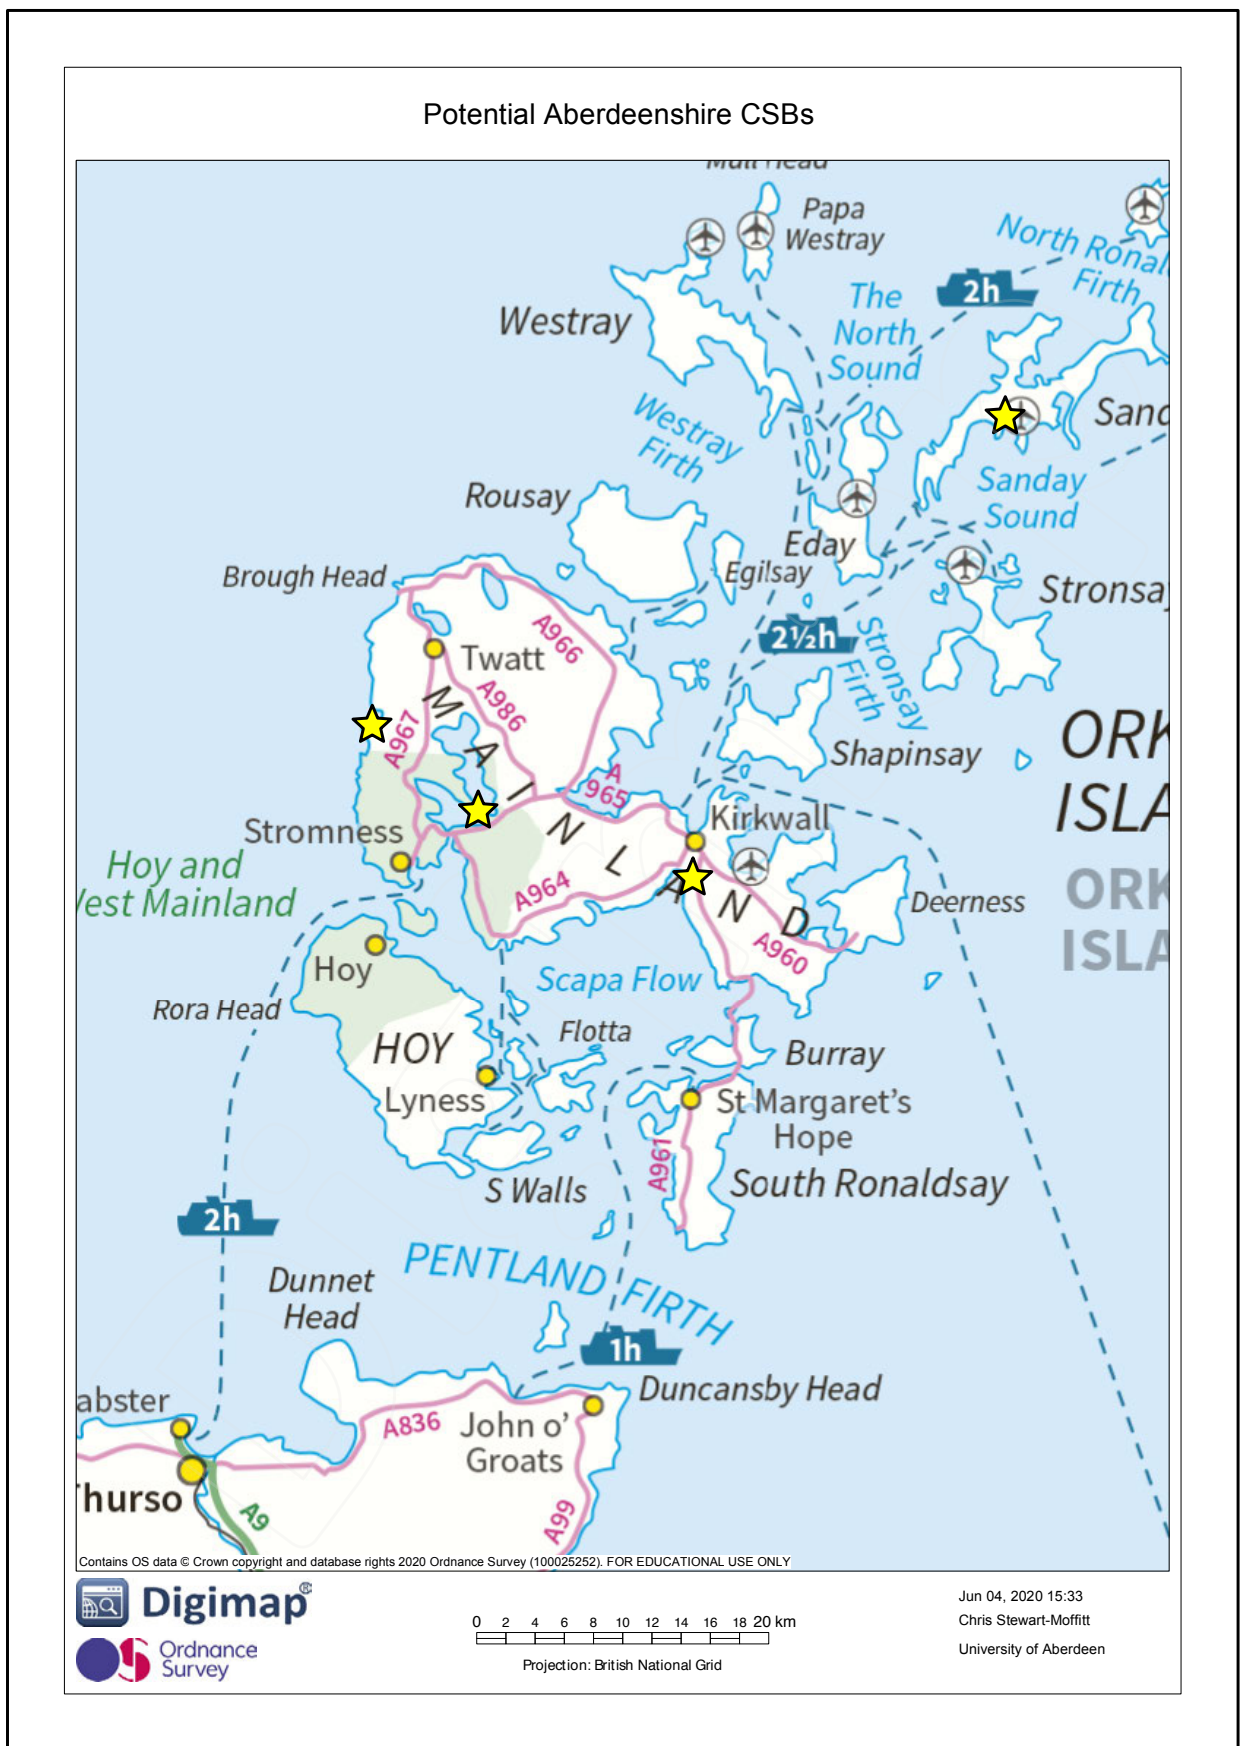 Potential Aberdeenshire CSBs
Mull Head
Papa
Westray
North Ronal
Firth
2h
The
North
Sound
Westray
Westray
Firth
Sand
Sanday
Sound
Rousay
Eday
Egilsay
Brough Head
Stronsay
2½h
Stronsay
Firth
A966
Twatt
A986
A967
MAINLAND
ORK
ISLA
Shapinsay
A
965
Kirkwall
Stromness
Hoy and
West Mainland
ORK
ISLA
A964
Deerness
A960
Hoy
Scapa Flow
Rora Head
Flotta
HOY
Burray
Lyness
St Margaret's
Hope
A961
S Walls
South Ronaldsay
2h
PENTLAND FIRTH
Dunnet
Head
1h
Duncansby Head
abster
A836
John o'
Groats
Thurso
A9
A99
Contains OS data © Crown copyright and database rights 2020 Ordnance Survey (100025252). FOR EDUCATIONAL USE ONLY
Digimap®
Ordnance
Survey
0 2 4 6 8 10 12 14 16 18 20 km
Projection: British National Grid
Jun 04, 2020 15:33
Chris Stewart-Moffitt
University of Aberdeen